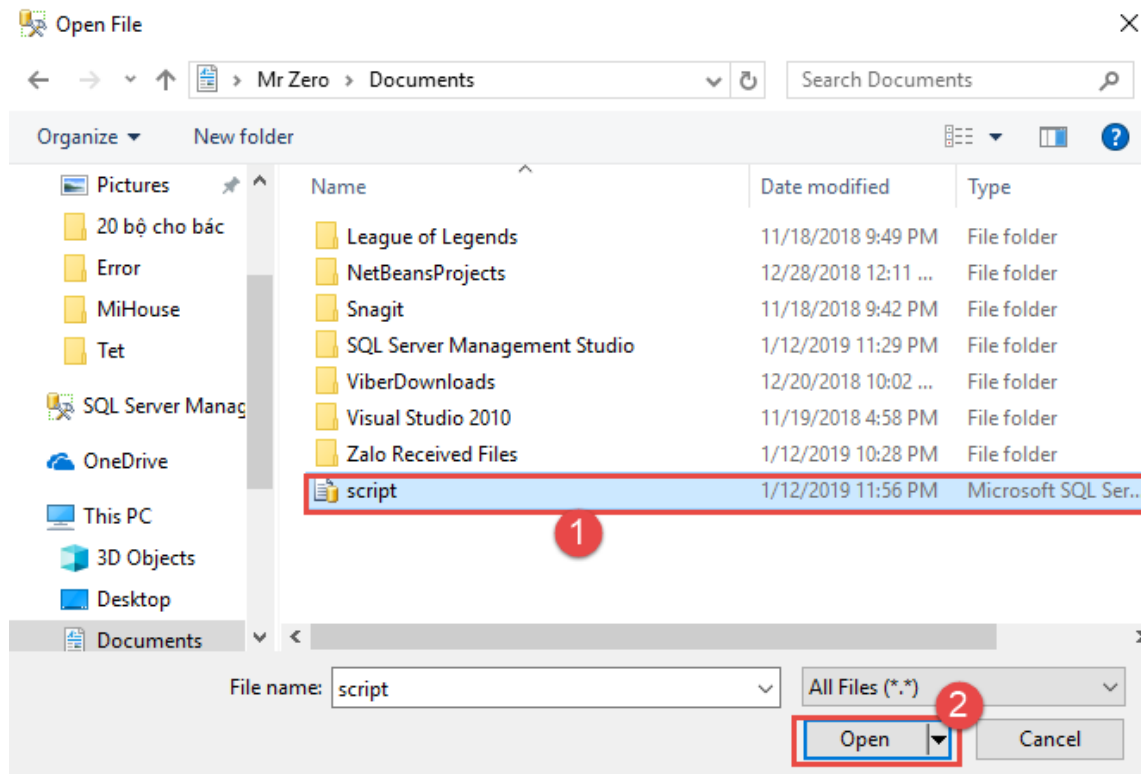 Open File
Mr Zero > Documents
Search Documents
Organize
New folder
?
Name
Date modified
Type
Pictures
20 bộ cho bác
Error
MiHouse
Tet
SQL Server Manag
OneDrive
This PC
3D Objects
Desktop
Documents
League of Legends 11/18/2018 9:49 PM File folder
NetBeansProjects 12/28/2018 12:11 ... File folder
Snagit 11/18/2018 9:42 PM File folder
SQL Server Management Studio 1/12/2019 11:29 PM File folder
ViberDownloads 12/20/2018 10:02 ... File folder
Visual Studio 2010 11/19/2018 4:58 PM File folder
Zalo Received Files 1/12/2019 10:28 PM File folder
script 1/12/2019 11:56 PM Microsoft SQL Ser...
1
File name: script
All Files (*.*)
2
Open
Cancel